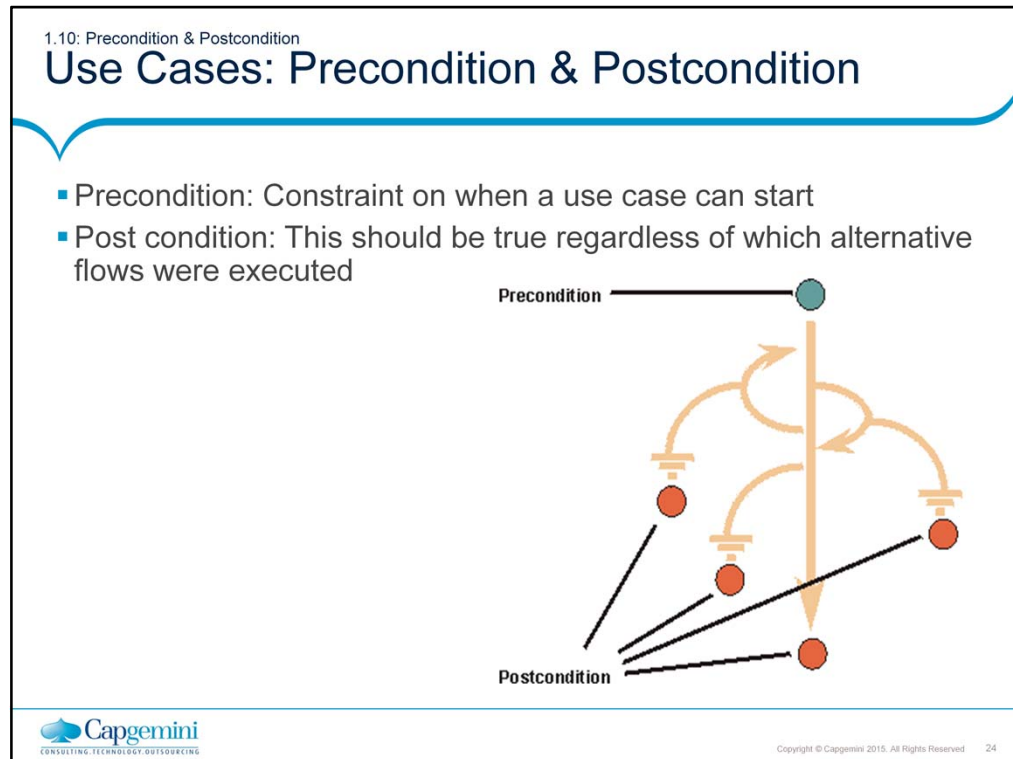 1.10: Precondition & Postcondition
Use Cases: Precondition & Postcondition
Precondition: Constraint on when a use case can start
Post condition: This should be true regardless of which alternative
flows were executed
Precondition
Postcondition
Capgemini
CONSULTING.TECHNOLOGY.OUTSOURCING
Copyright © Capgemini 2015. All Rights Reserved 24